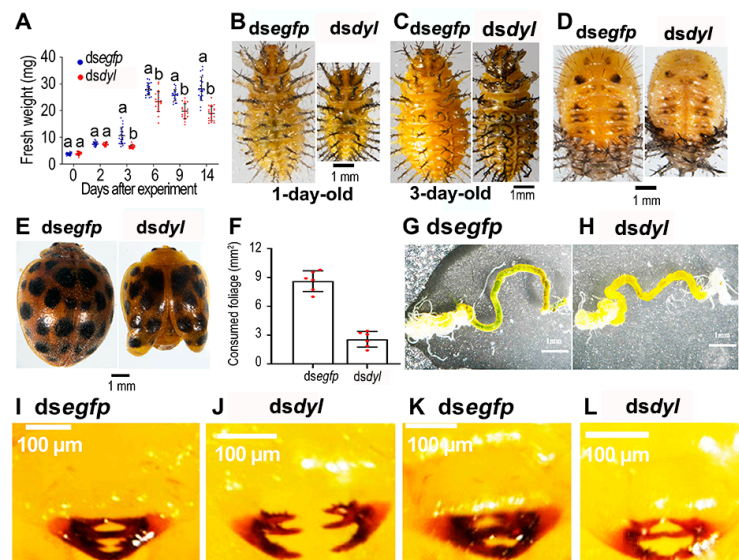 A
dsegfp
dsdyl
Fresh weight (mg)
50
40
30
20
10
0
a a
a a
a b
a b
a b
a b
0 2 3 6 9 14
Days after experiment
B dsegfp dsdyl
1 mm
1-day-old
C dsegfp dsdyl
3-day-old
1mm
D dsegfp dsdyl
1 mm
E dsegfp dsdyl
1 mm
F
Consumed foliage (mm²)
12
9
6
3
0
dsegfp dsdyl
G dsegfp
1mm
H dsdyl
1mm
I dsegfp
100 µm
J dsdyl
100 µm
K dsegfp
100 µm
L dsdyl
100 µm